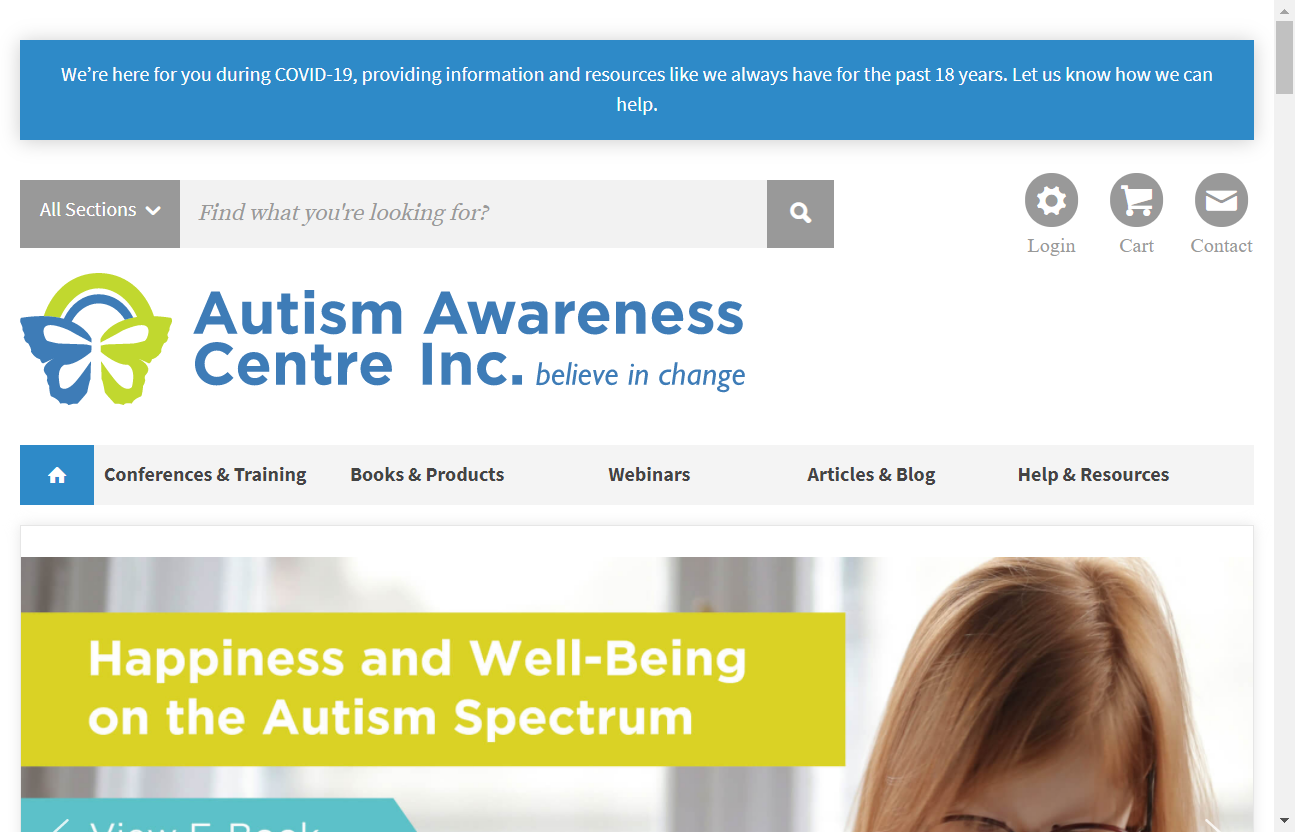 We’re here for you during COVID-19, providing information and resources like we always have for the past 18 years. Let us know how we can
help.
All Sections
Find what you're looking for?
Login
Cart
Contact
Autism Awareness
Centre Inc. believe in change
Conferences & Training
Books & Products
Webinars
Articles & Blog
Help & Resources
Happiness and Well-Being
on the Autism Spectrum
View E-Book